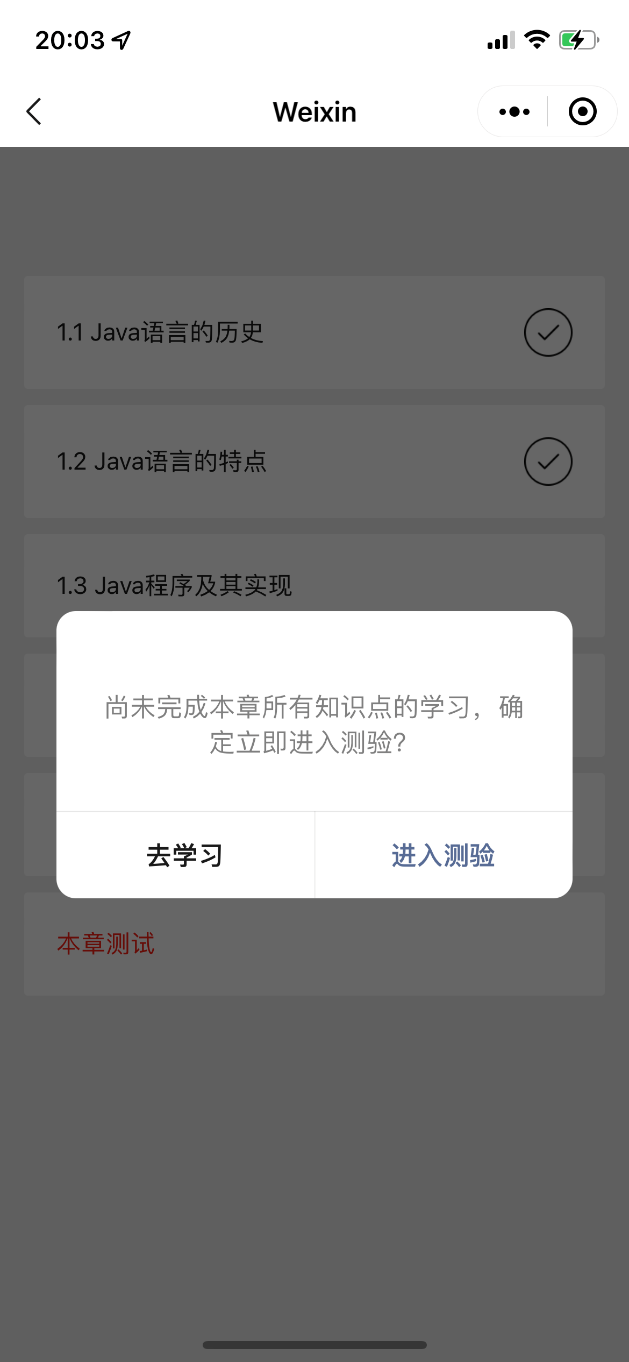 20:03
Weixin
1.1 Java语言的历史
1.2 Java语言的特点
1.3 Java程序及其实现
尚未完成本章所有知识点的学习，确
定立即进入测验？
去学习
进入测验
本章测试